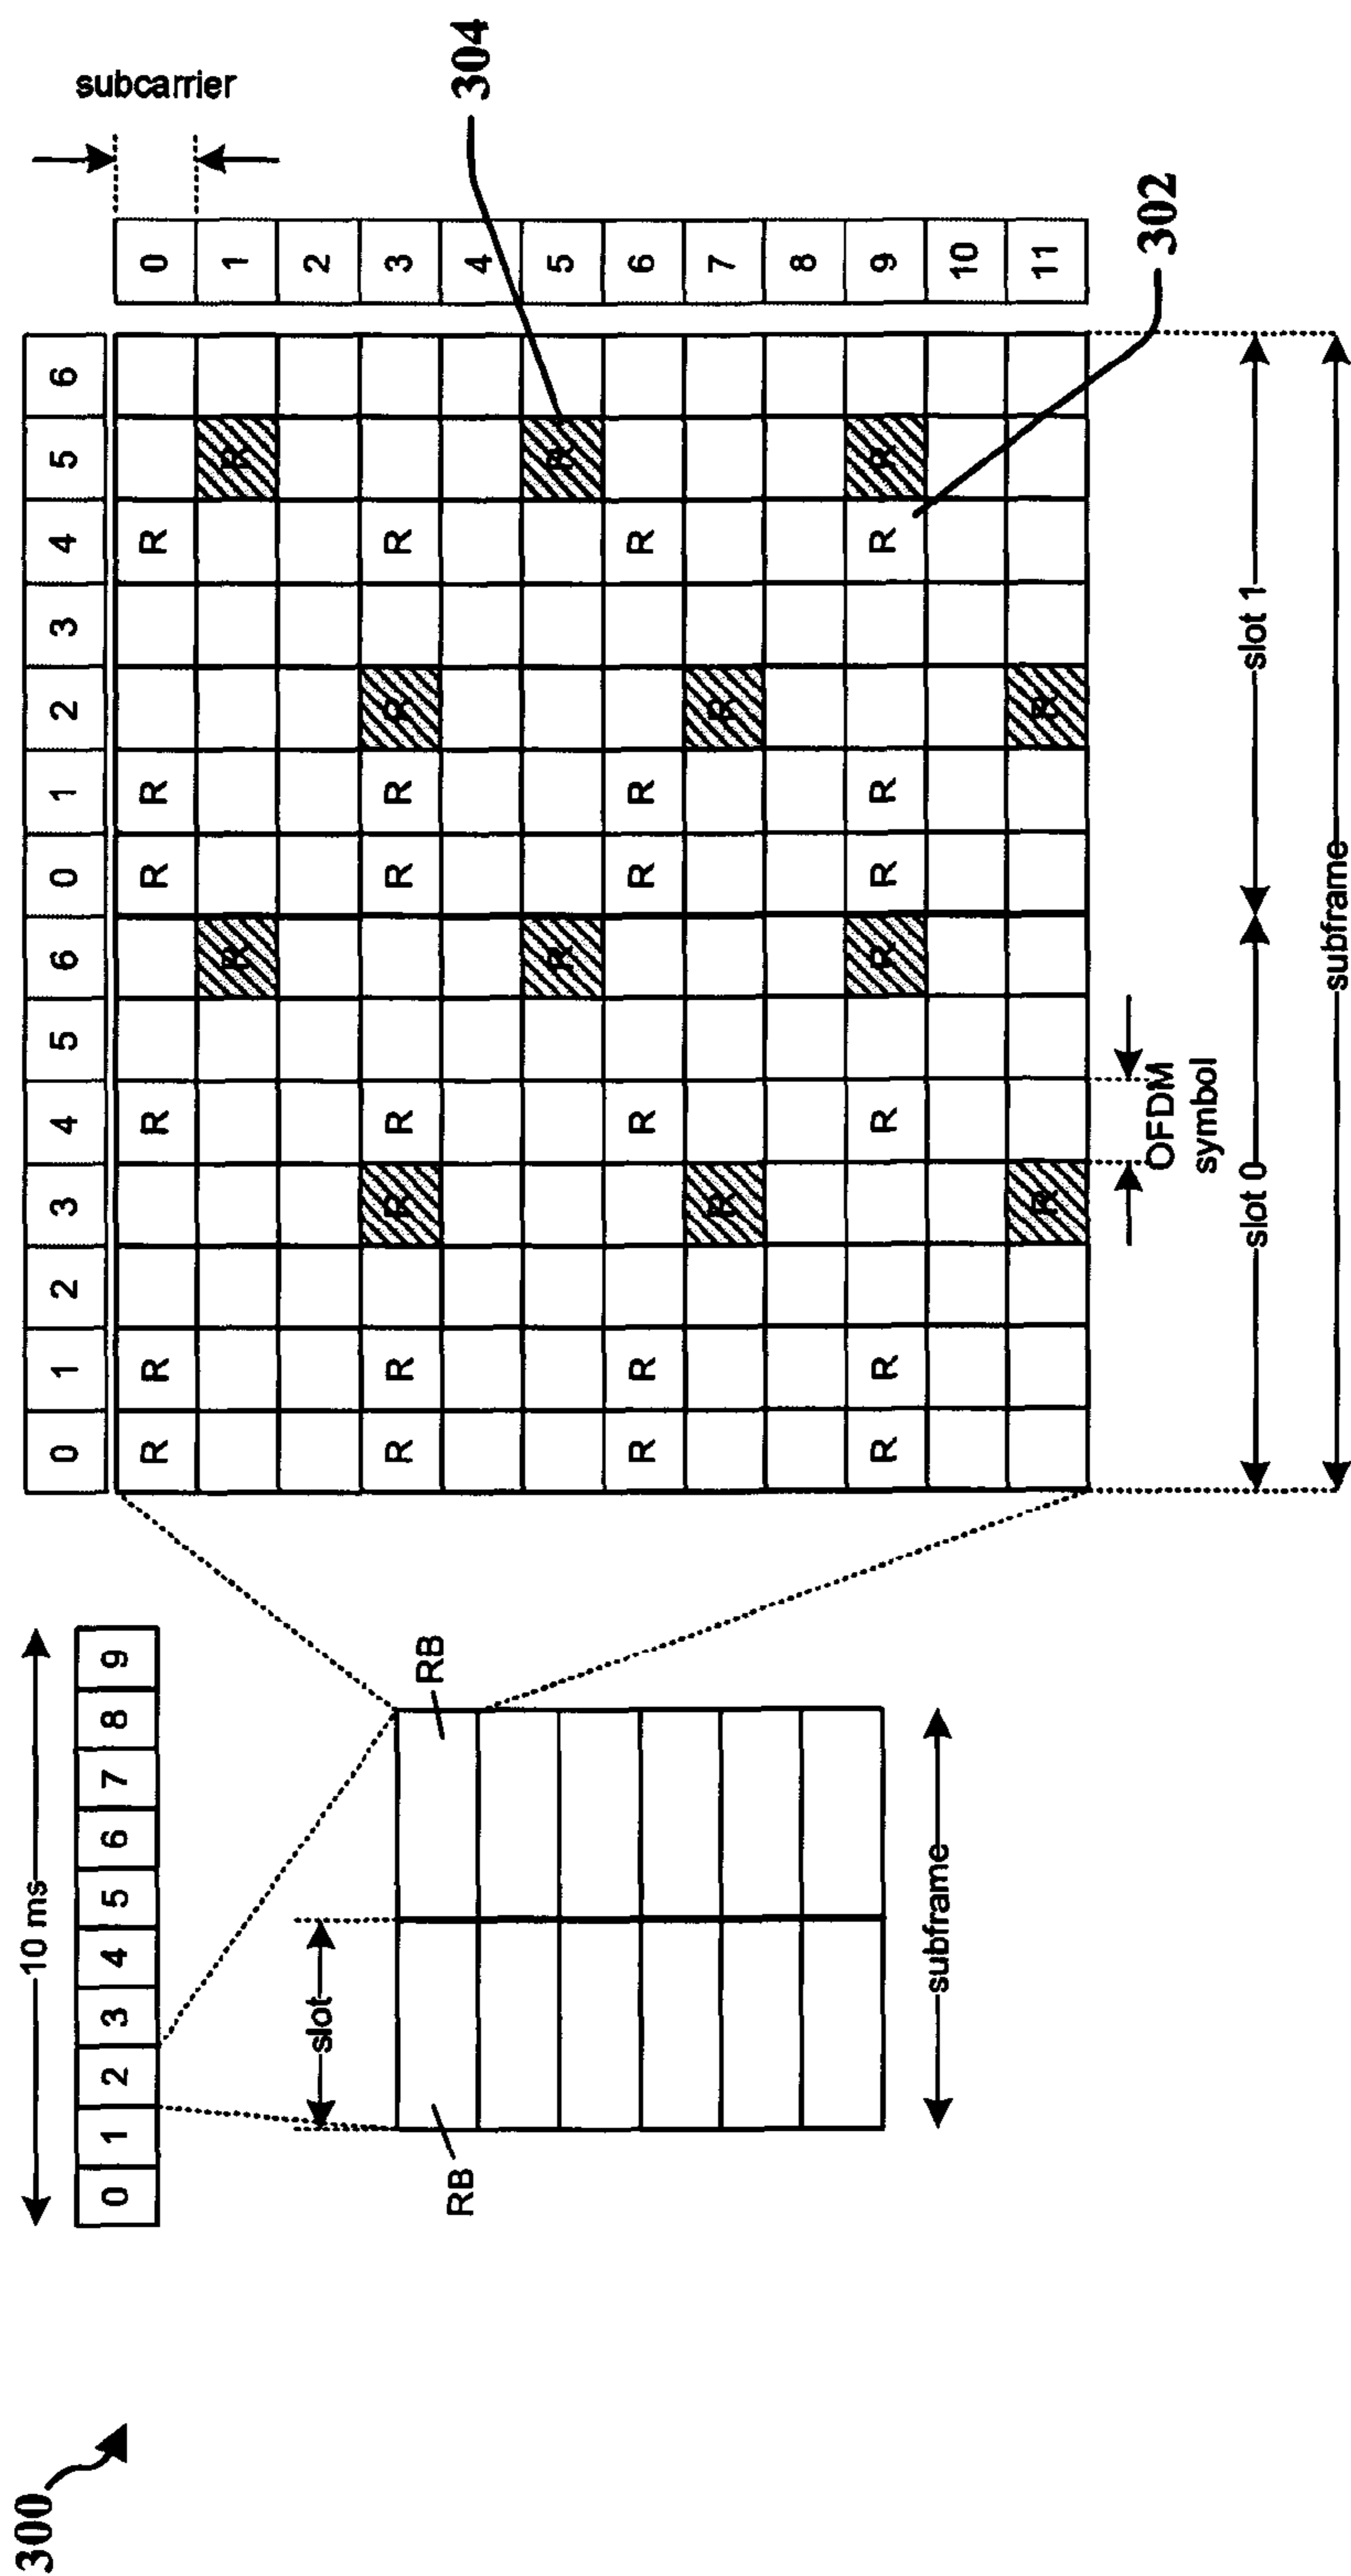 300
10 ms
0 1 2 3 4 5 6 7 8 9
slot
RB
RB
subframe
0 1 2 3 4 5 6 0 1 2 3 4 5 6
subcarrier
R R R R R R 0
R R 1
2
R R R R R R R R 3
4
R R 5
R R R R R R 6
R R 7
8
R R R R R R R R 9
10
R R 11
304
302
OFDM
symbol
slot 0
slot 1
subframe